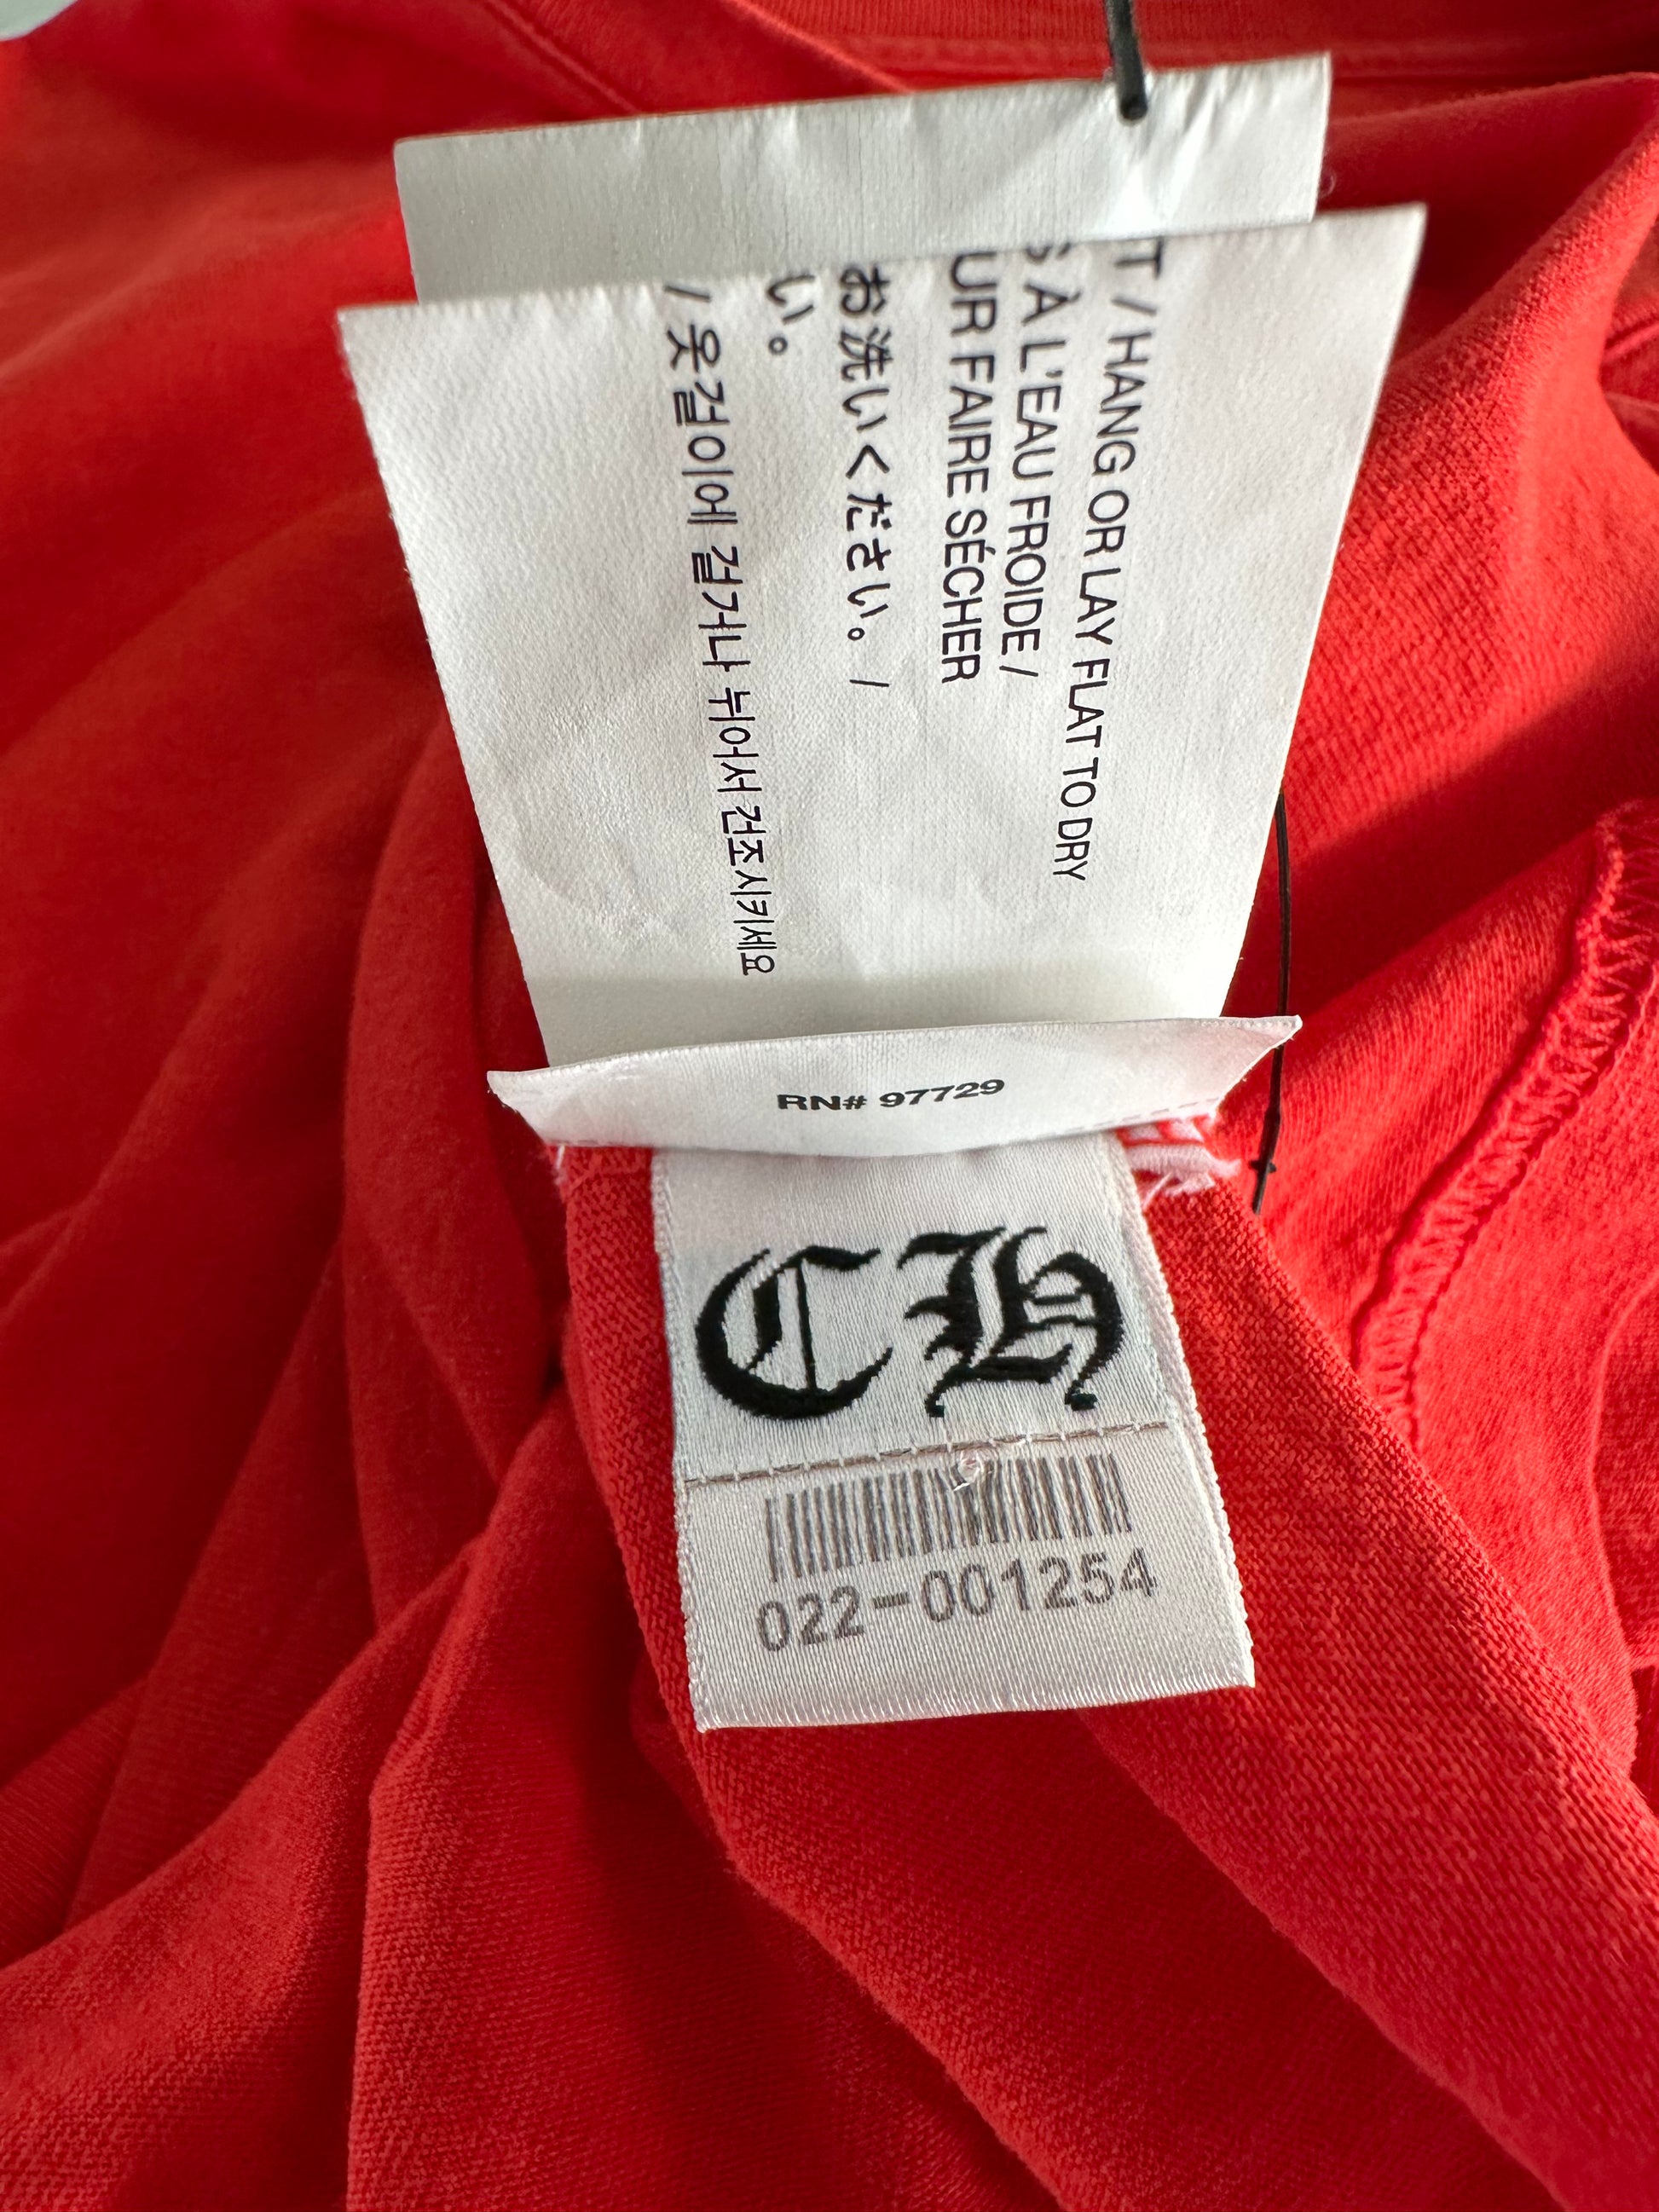 T / HANG OR LAY FLAT TO DRY
S À L'EAU FROIDE /
UR FAIRE SÉCHER
お洗いください。 /
い。
/ 옷걸이에 걸거나 뉘어서 건조시키세요
RN# 97729
CH
022-001254